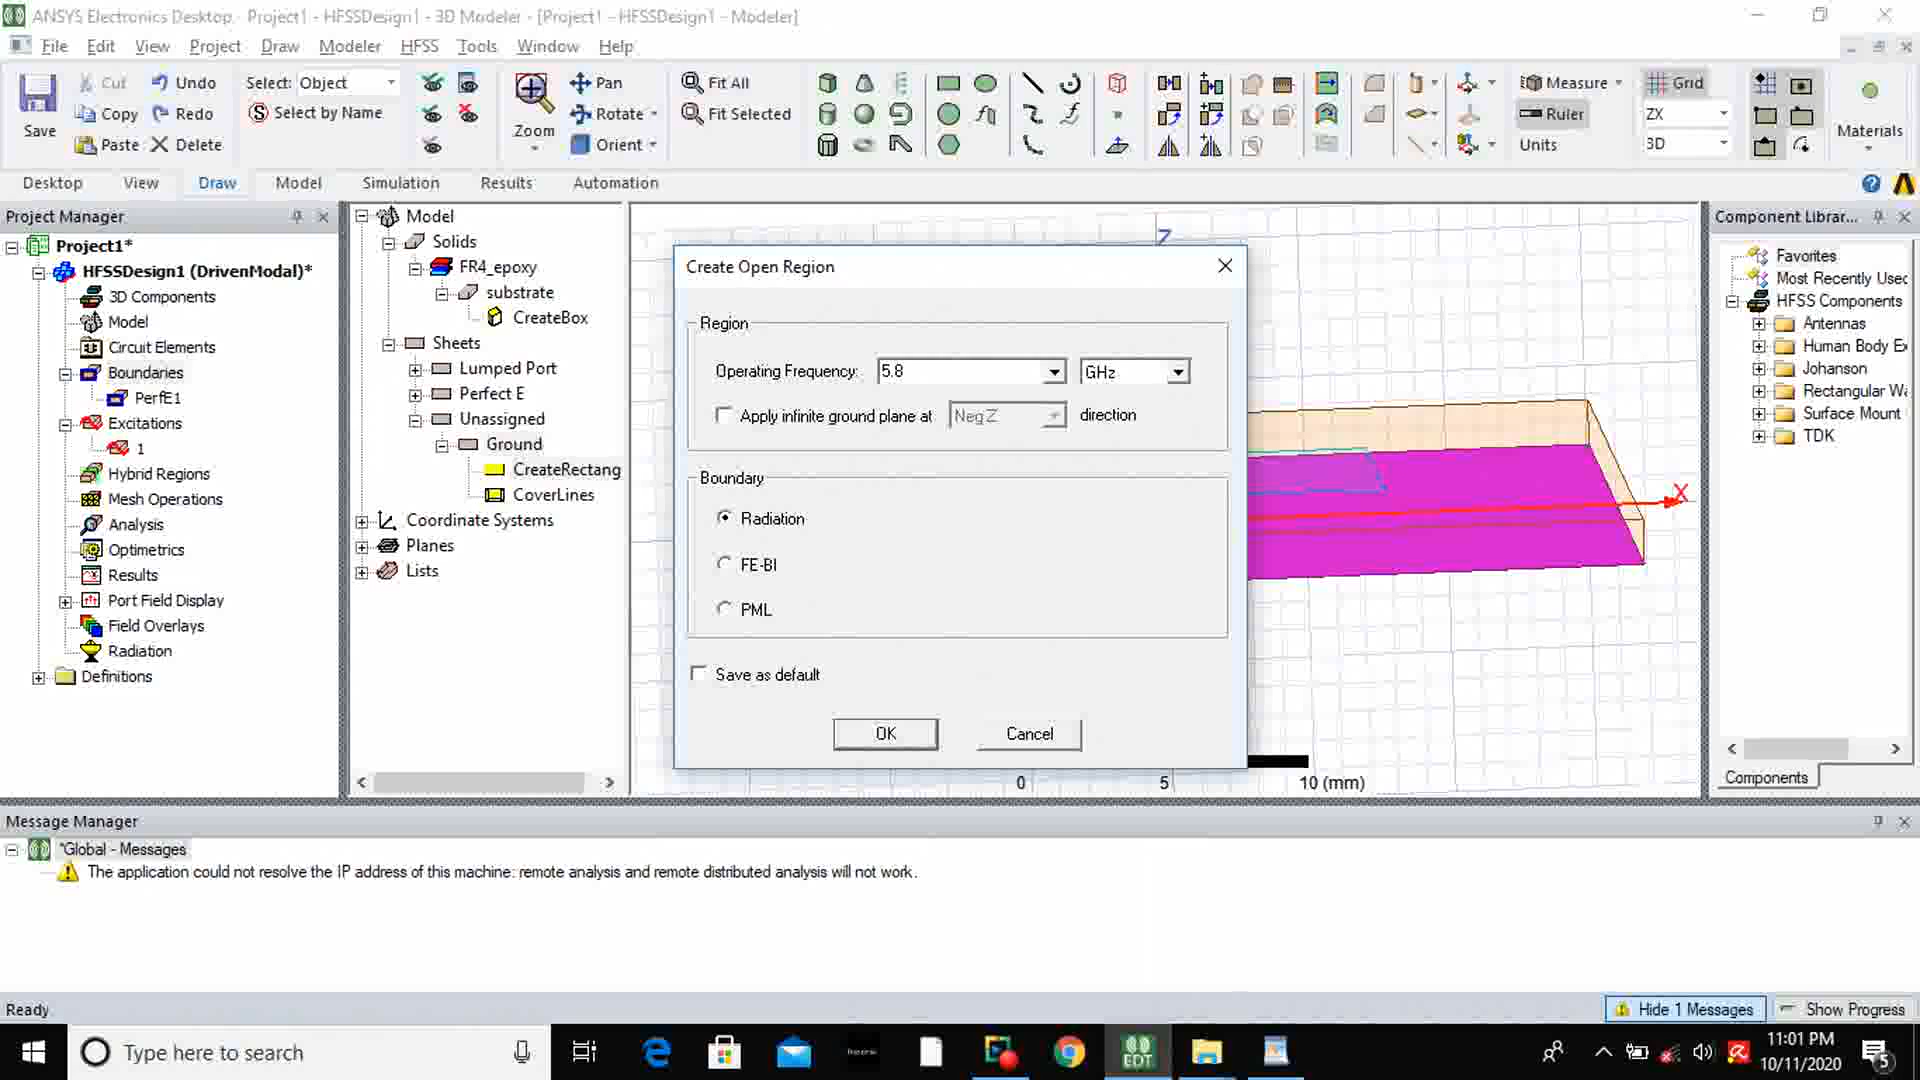 ANSYS Electronics Desktop - Project1 - HFSSDesign1 - 3D Modeler - [Project1 - HFSSDesign1 - Modeler]
File Edit View Project Draw Modeler HFSS Tools Window Help
Save
Cut
Copy
Paste
Undo
Redo
Delete
Select: Object
Select by Name
Zoom
Pan
Rotate
Orient
Fit All
Fit Selected
Measure
Ruler
Units
Grid
ZX
3D
Materials
Desktop View Draw Model Simulation Results Automation
Project Manager
Project1*
HFSSDesign1 (DrivenModal)*
3D Components
Model
Circuit Elements
Boundaries
PerfE1
Excitations
1
Hybrid Regions
Mesh Operations
Analysis
Optimetrics
Results
Port Field Display
Field Overlays
Radiation
Definitions
Model
Solids
FR4_epoxy
substrate
CreateBox
Sheets
Lumped Port
Perfect E
Unassigned
Ground
CreateRectang
CoverLines
Coordinate Systems
Planes
Lists
Z
X
0 5 10 (mm)
Create Open Region
Region
Operating Frequency: 5.8 GHz
Apply infinite ground plane at Neg Z direction
Boundary
Radiation
FE-BI
PML
Save as default
OK Cancel
Component Librar...
Favorites
Most Recently Used
HFSS Components
Antennas
Human Body Ex
Johanson
Rectangular Wa
Surface Mount
TDK
Components
Message Manager
*Global - Messages
The application could not resolve the IP address of this machine: remote analysis and remote distributed analysis will not work.
Ready
Hide 1 Messages
Show Progress
Type here to search
EDT
11:01 PM
10/11/2020
5